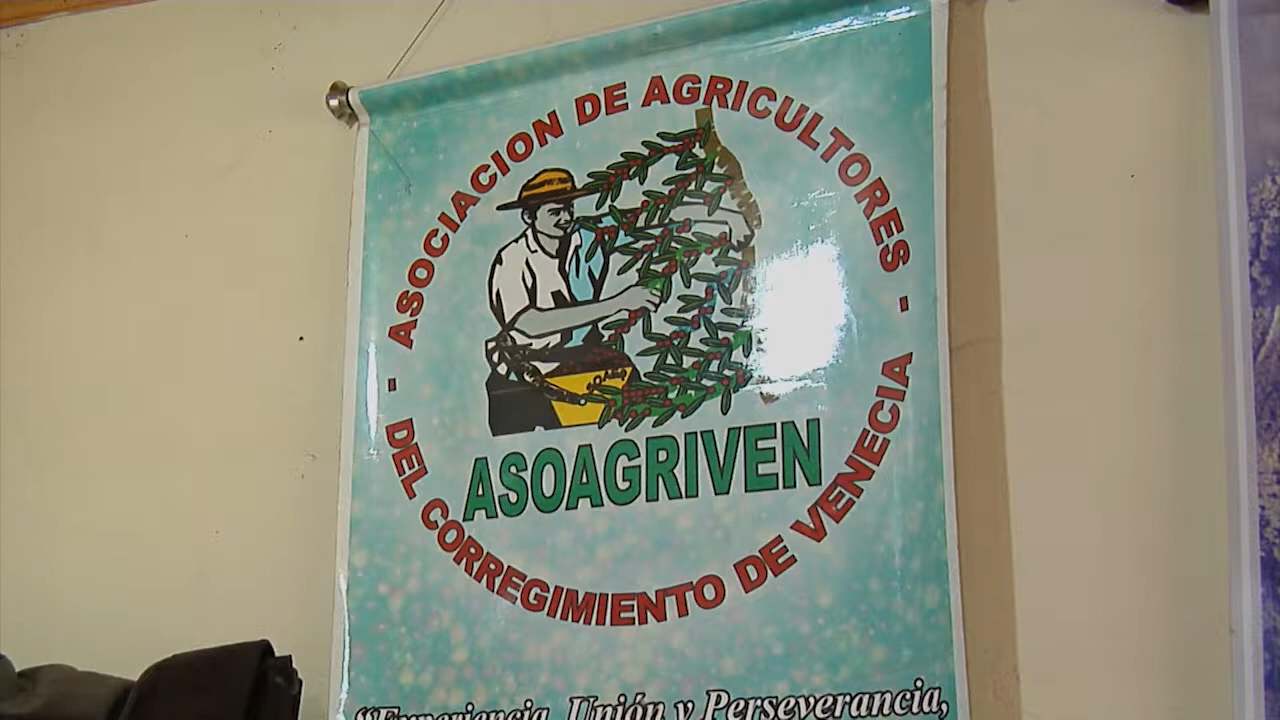 ASOCIACION DE AGRICULTORES -
- DEL CORREGIMIENTO DE VENECIA
ASOAGRIVEN
“Experiencia, Unión y Perseverancia,